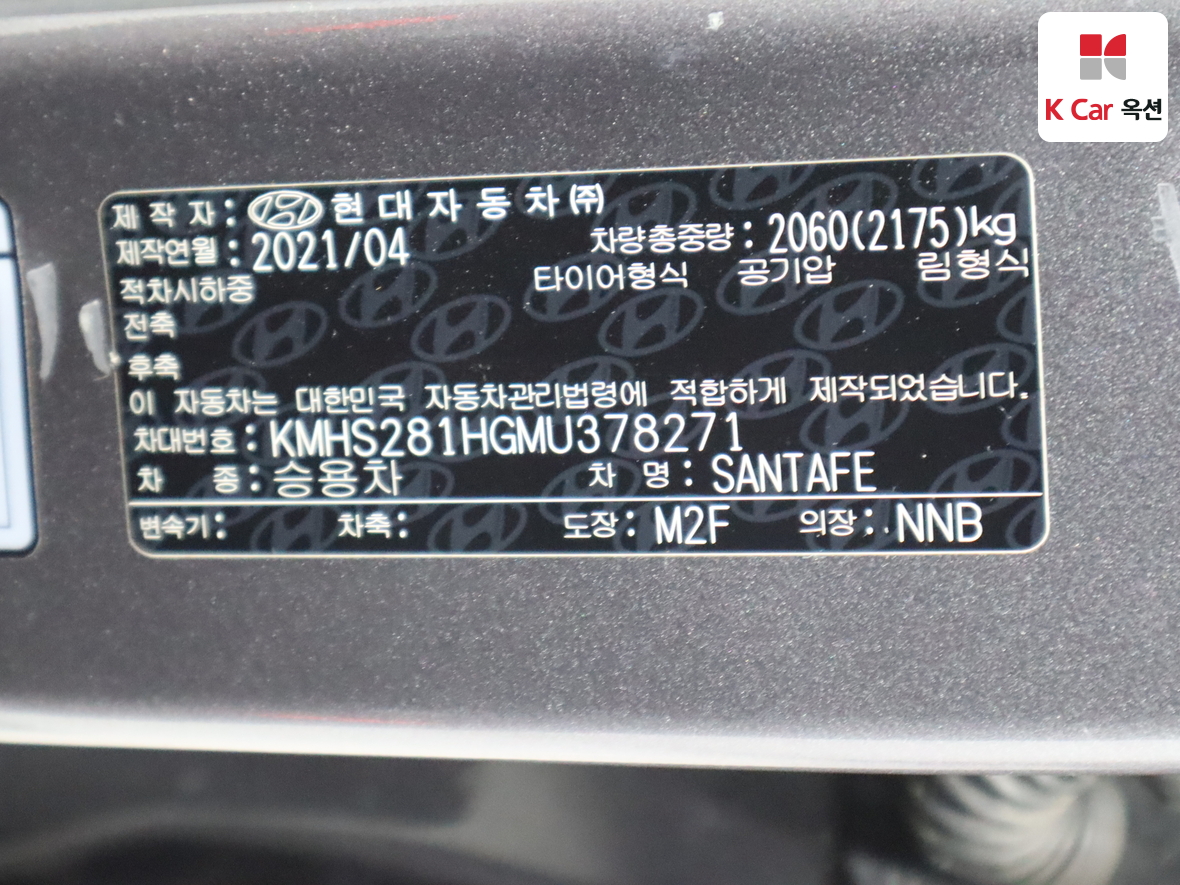 K Car 옥션
제 작 자 : 현 대 자 동 차 ㈜
제작연월 : 2021/04 차량총중량 : 2060(2175)kg
적차시하중 타이어형식 공기압 림형식
전축
후축
이 자동차는 대한민국 자동차관리법령에 적합하게 제작되었습니다.
차대번호 : KMHS281HGMU378271
차 종 : 승용차 차 명 : SANTAFE
변속기 : 차축 : 도장 : M2F 의장 : NNB